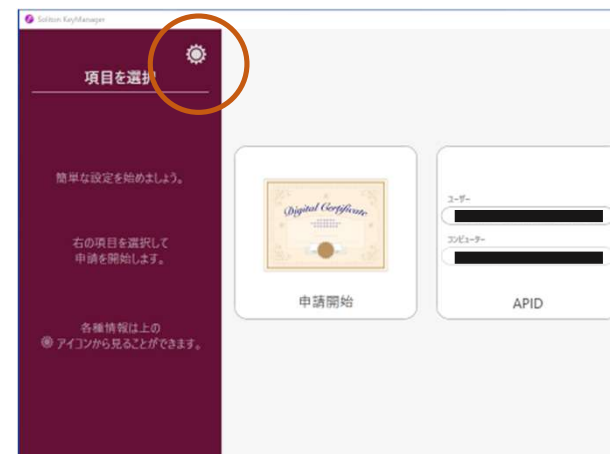 Soliton KeyManager
項目を選択
簡単な設定を始めましょう。
右の項目を選択して
申請を開始します。
各種情報は上の
アイコンから見ることができます。
Digital Certificate
申請開始
ユーザー
コンピューター
APID